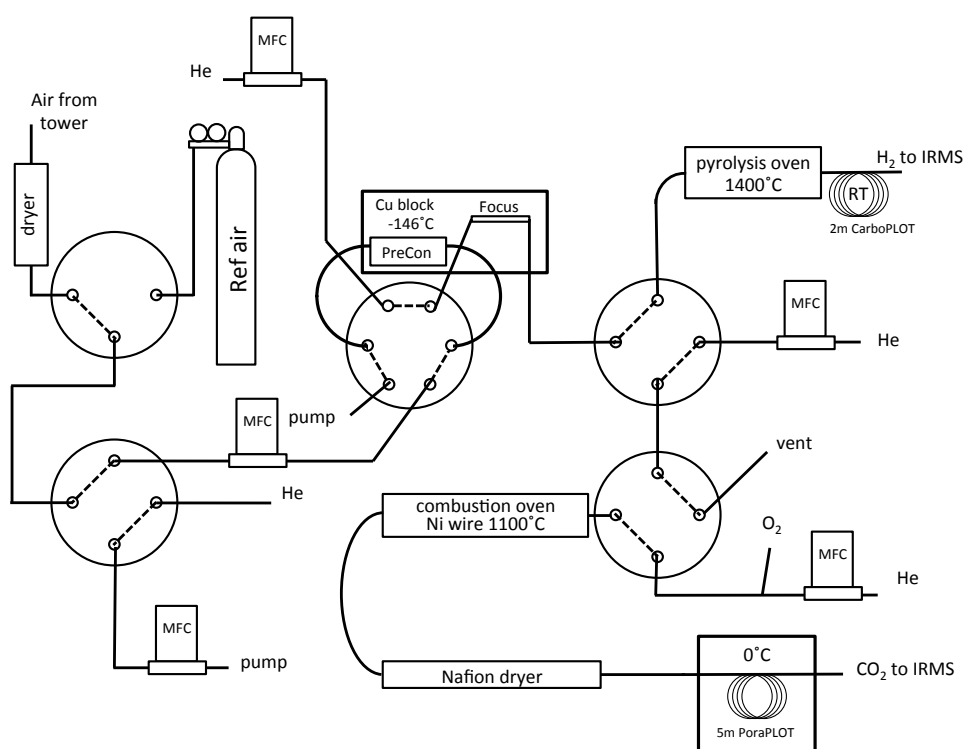 MFC
He
Air from
tower
dryer
Ref air
Cu block
-146˚C
Focus
PreCon
pyrolysis oven
1400˚C
H2 to IRMS
RT
2m CarboPLOT
MFC
He
pump
MFC
He
vent
combustion oven
Ni wire 1100˚C
O2
MFC
He
MFC
pump
Nafion dryer
0˚C
CO2 to IRMS
5m PoraPLOT